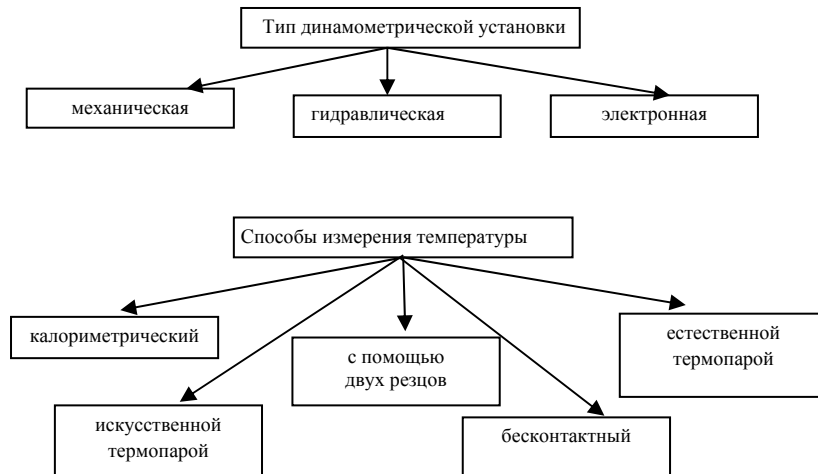 Тип динамометрической установки
механическая
гидравлическая
электронная
Способы измерения температуры
калориметрический
с помощью
двух резцов
естественной
термопарой
искусственной
термопарой
бесконтактный